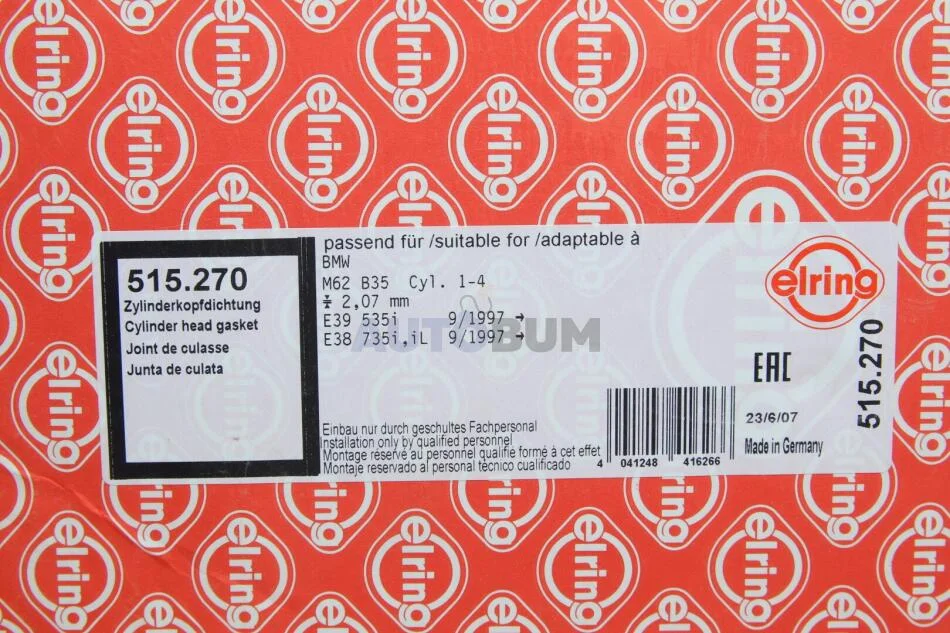 515.270
Zylinderkopfdichtung
Cylinder head gasket
Joint de culasse
Junta de culata
passend für /suitable for /adaptable à
BMW
M62 B35 Cyl. 1-4
2,07 mm
E39 535i 9/1997 →
E38 735i,iL 9/1997 →
AUTOBUM
Einbau nur durch geschultes Fachpersonal
Installation only by qualified personnel
Montage réservé au personnel qualifié formé à cet effet
Montaje reservado al personal técnico cualificado
4 041248 416266
elring
EAC
23/6/07
Made in Germany
515.270